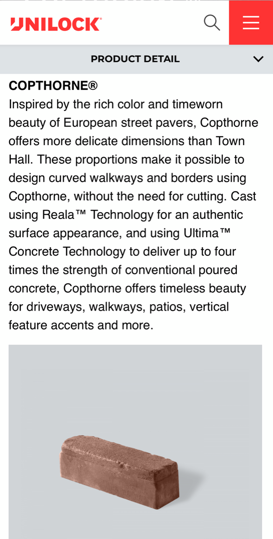 UNILOCK®
PRODUCT DETAIL
COPTHORNE®
Inspired by the rich color and timeworn
beauty of European street pavers, Copthorne
offers more delicate dimensions than Town
Hall. These proportions make it possible to
design curved walkways and borders using
Copthorne, without the need for cutting. Cast
using Reala™ Technology for an authentic
surface appearance, and using Ultima™
Concrete Technology to deliver up to four
times the strength of conventional poured
concrete, Copthorne offers timeless beauty
for driveways, walkways, patios, vertical
feature accents and more.